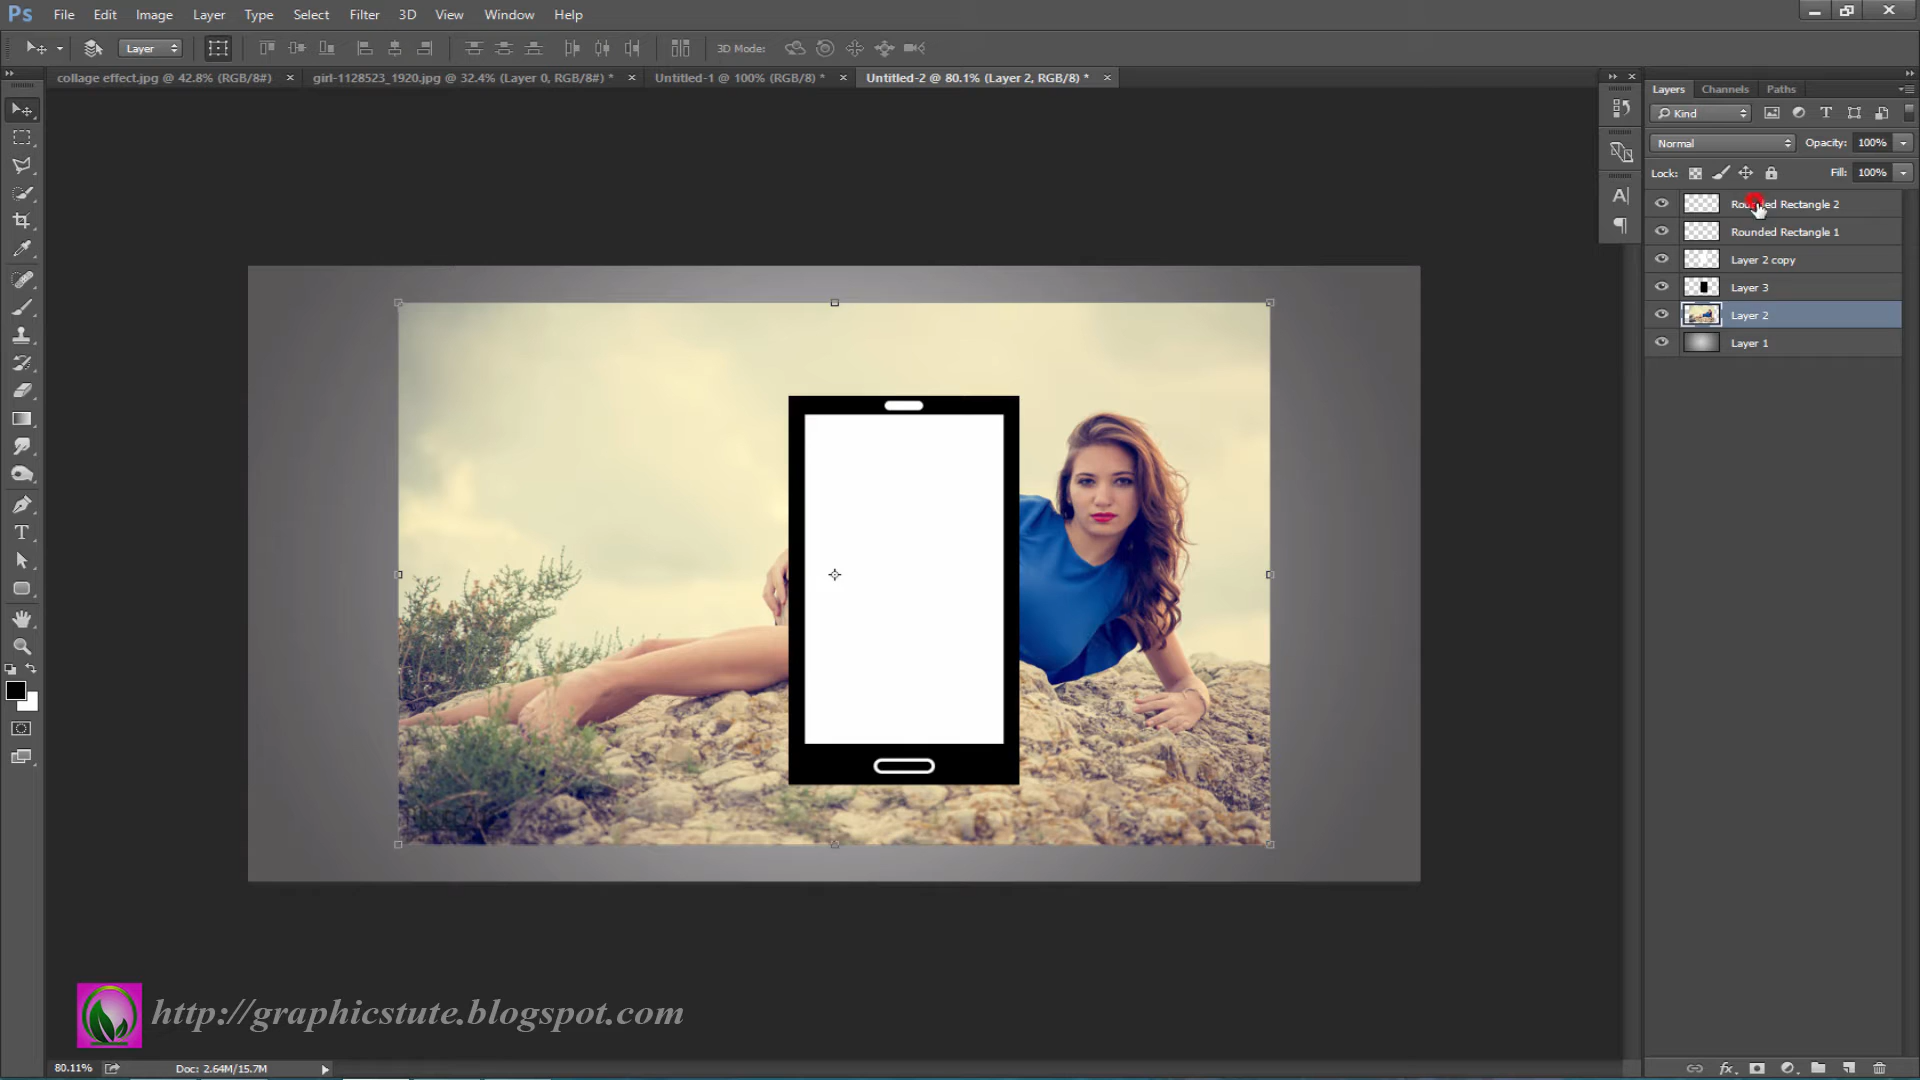 Ps File Edit Image Layer Type Select Filter 3D View Window Help
Layer 3D Mode:
collage effect.jpg @ 42.8% (RGB/8#) × girl-1128523_1920.jpg @ 32.4% (Layer 0, RGB/8#) * × Untitled-1 @ 100% (RGB/8) * × Untitled-2 @ 80.1% (Layer 2, RGB/8) * ×
Layers Channels Paths
Kind
Normal Opacity: 100%
Lock: Fill: 100%
Rounded Rectangle 2
Rounded Rectangle 1
Layer 2 copy
Layer 3
Layer 2
Layer 1
http://graphicstute.blogspot.com
80.11% Doc: 2.64M/15.7M